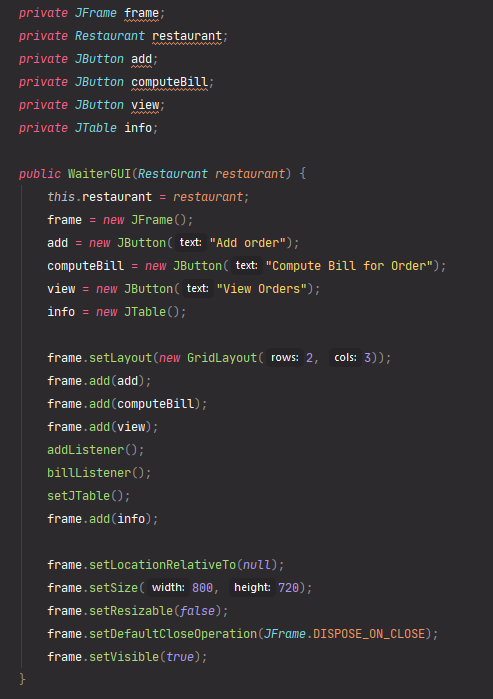 private JFrame frame;
private Restaurant restaurant;
private JButton add;
private JButton computeBill;
private JButton view;
private JTable info;
public WaiterGUI(Restaurant restaurant) {
this.restaurant = restaurant;
frame = new JFrame();
add = new JButton( text: "Add order");
computeBill = new JButton( text: "Compute Bill for Order");
view = new JButton( text: "View Orders");
info = new JTable();
frame.setLayout(new GridLayout( rows: 2, cols: 3));
frame.add(add);
frame.add(computeBill);
frame.add(view);
addListener();
billListener();
setJTable();
frame.add(info);
frame.setLocationRelativeTo(null);
frame.setSize( width: 800, height: 720);
frame.setResizable(false);
frame.setDefaultCloseOperation(JFrame.DISPOSE_ON_CLOSE);
frame.setVisible(true);
}